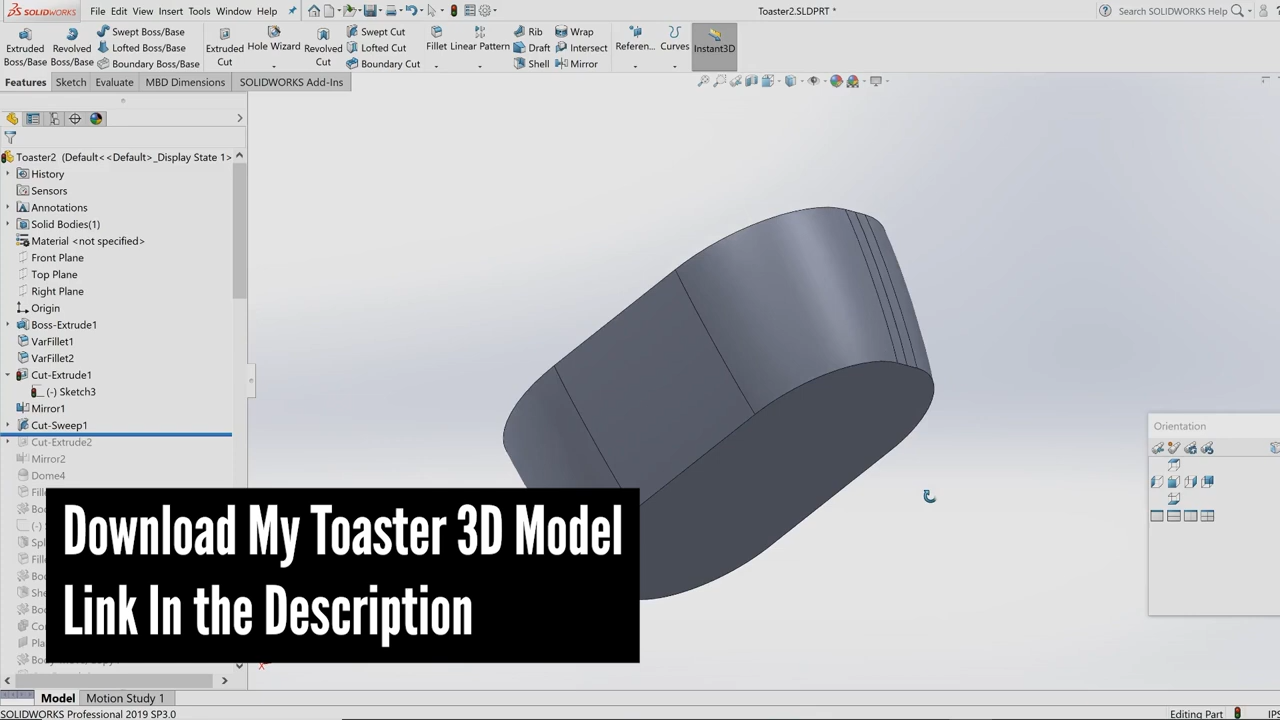 SOLIDWORKS File Edit View Insert Tools Window Help Toaster2.SLDPRT * Search SOLIDWORKS Help
Extruded Boss/Base
Revolved Boss/Base
Swept Boss/Base
Lofted Boss/Base
Boundary Boss/Base
Extruded Cut
Hole Wizard
Revolved Cut
Swept Cut
Lofted Cut
Boundary Cut
Fillet
Linear Pattern
Rib
Draft
Shell
Wrap
Intersect
Mirror
Referen...
Curves
Instant3D
Features Sketch Evaluate MBD Dimensions SOLIDWORKS Add-Ins
Toaster2 (Default<<Default>_Display State 1>
History
Sensors
Annotations
Solid Bodies(1)
Material <not specified>
Front Plane
Top Plane
Right Plane
Origin
Boss-Extrude1
VarFillet1
VarFillet2
Cut-Extrude1
(-) Sketch3
Mirror1
Cut-Sweep1
Cut-Extrude2
Mirror2
Dome4
Orientation
Download My Toaster 3D Model
Link In the Description
Model Motion Study 1
SOLIDWORKS Professional 2019 SP3.0 Editing Part